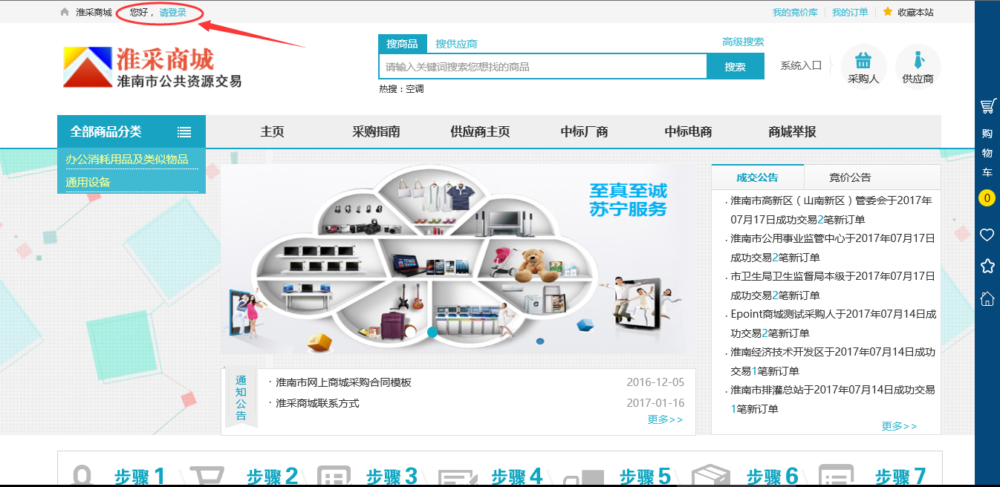 淮采商城 您好，请登录 我的竞价库 我的订单 收藏本站
淮采商城
淮南市公共资源交易
搜商品 搜供应商 高级搜索
请输入关键词搜索您想找的商品 搜索
热搜：空调
系统入口 采购人 供应商
全部商品分类 主页 采购指南 供应商主页 中标厂商 中标电商 商城举报
办公消耗用品及类似物品
通用设备
至真至诚
苏宁服务
成交公告 竞价公告
. 淮南市高新区（山南新区）管委会于2017年
07月17日成功交易2笔新订单
. 淮南市公用事业监管中心于2017年07月17日
成功交易2笔新订单
. 市卫生局卫生监督局本级于2017年07月17日
成功交易2笔新订单
. Epoint商城测试采购人于2017年07月14日成
功交易2笔新订单
. 淮南经济技术开发区于2017年07月14日成功
交易1笔新订单
. 淮南市排灌总站于2017年07月14日成功交易
1笔新订单
更多>>
通知公告
· 淮南市网上商城采购合同模板 2016-12-05
· 淮采商城联系方式 2017-01-16
更多>>
购
物
车
0
步骤 1 步骤 2 步骤 3 步骤 4 步骤 5 步骤 6 步骤 7